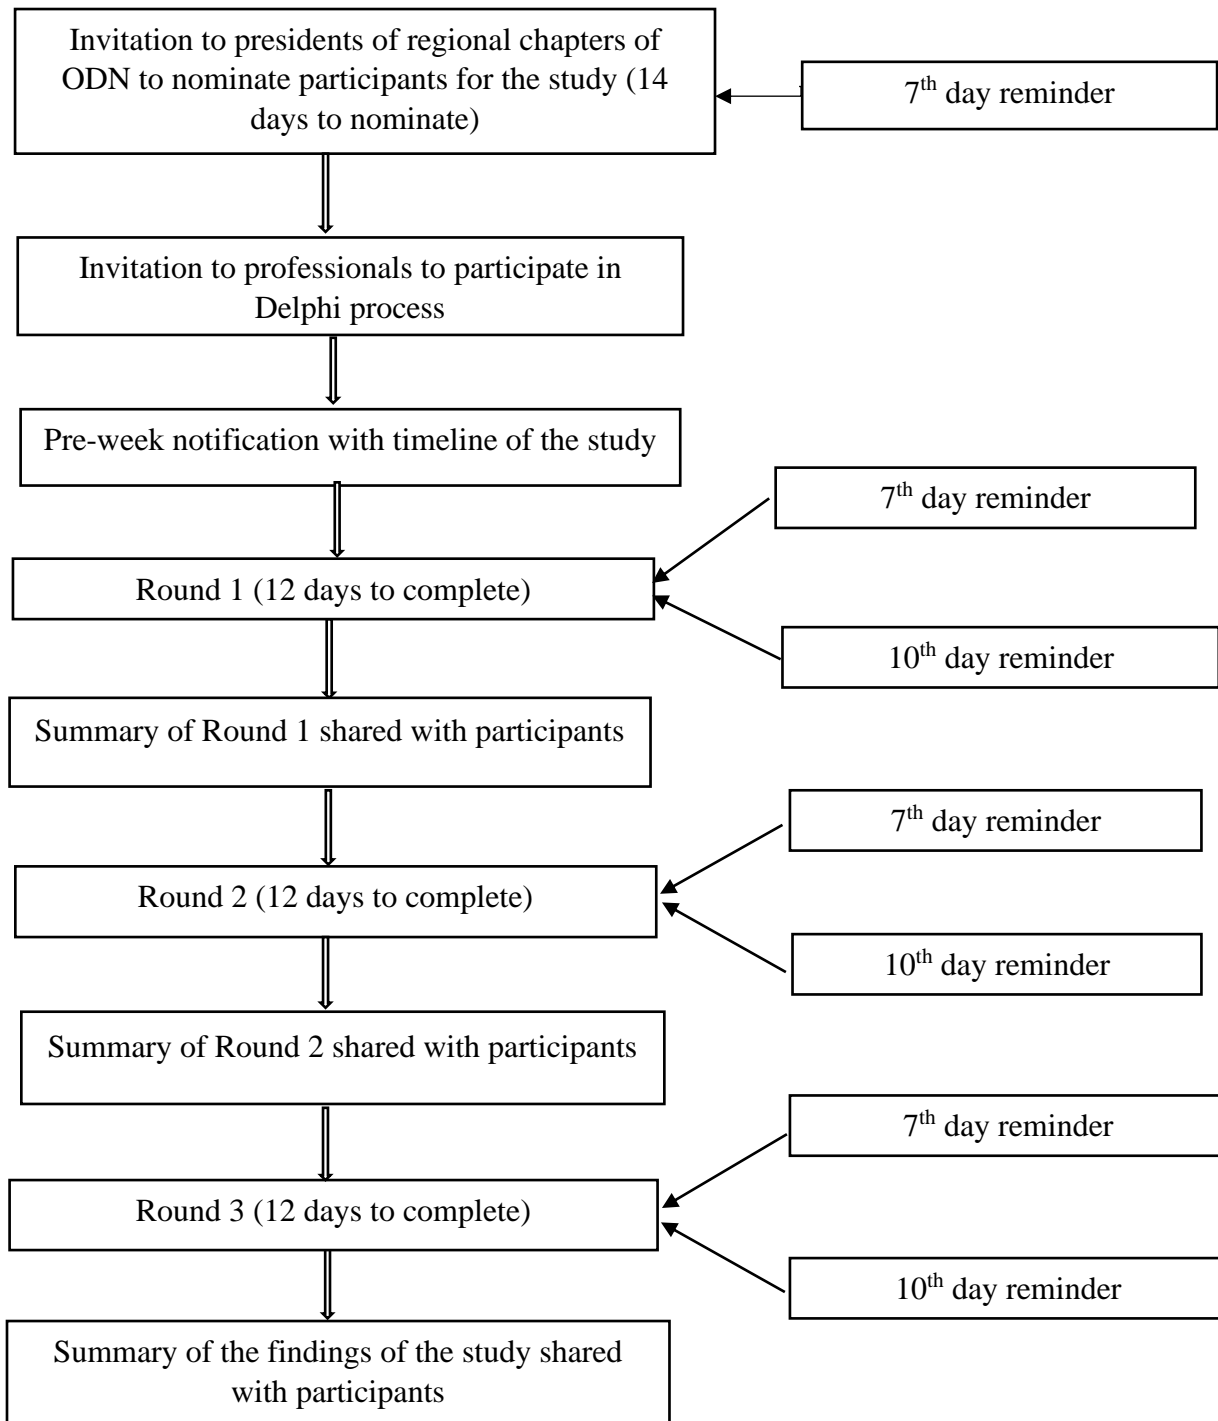 Invitation to presidents of regional chapters of
ODN to nominate participants for the study (14
days to nominate)
7th day reminder
Invitation to professionals to participate in
Delphi process
Pre-week notification with timeline of the study
7th day reminder
Round 1 (12 days to complete)
10th day reminder
Summary of Round 1 shared with participants
7th day reminder
Round 2 (12 days to complete)
10th day reminder
Summary of Round 2 shared with participants
7th day reminder
Round 3 (12 days to complete)
10th day reminder
Summary of the findings of the study shared
with participants